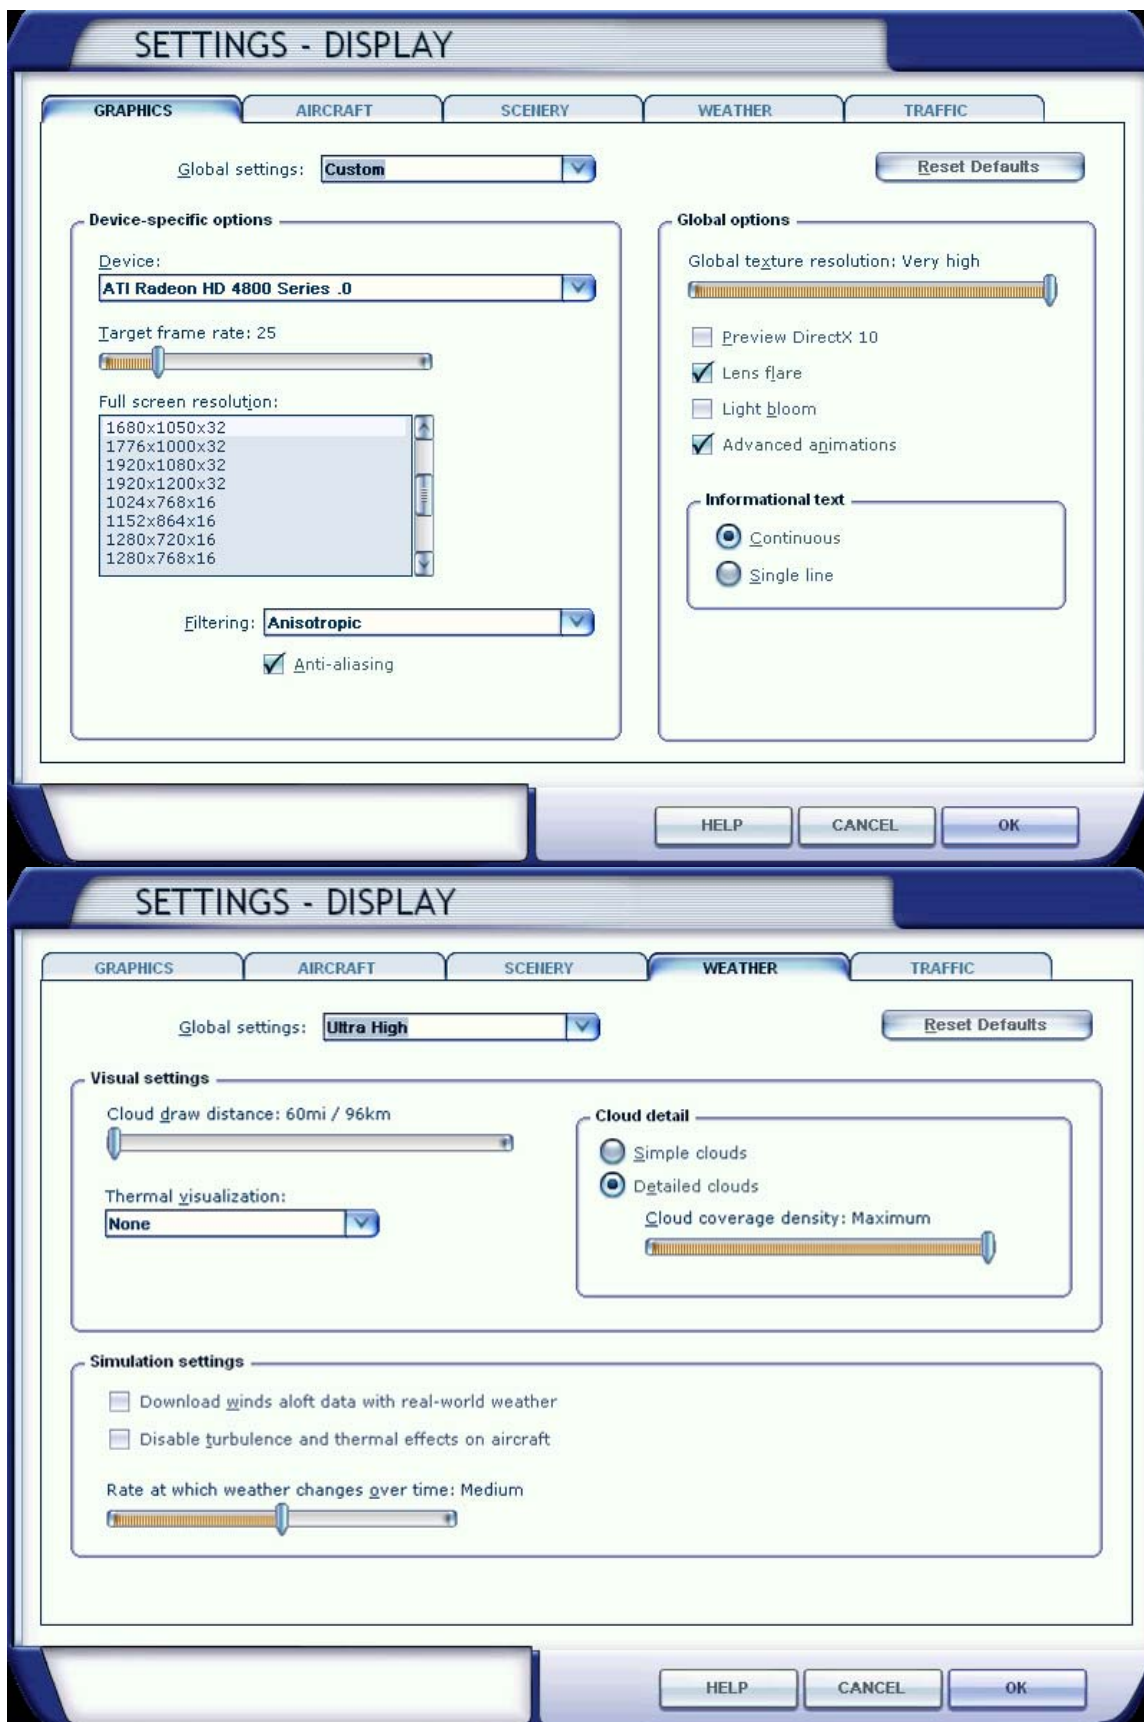 SETTINGS - DISPLAY
GRAPHICS AIRCRAFT SCENERY WEATHER TRAFFIC
Global settings: Custom Reset Defaults
Device-specific options
Device:
ATI Radeon HD 4800 Series .0
Target frame rate: 25
Full screen resolution:
1680x1050x32
1776x1000x32
1920x1080x32
1920x1200x32
1024x768x16
1152x864x16
1280x720x16
1280x768x16
Filtering: Anisotropic
Anti-aliasing
Global options
Global texture resolution: Very high
Preview DirectX 10
Lens flare
Light bloom
Advanced animations
Informational text
Continuous
Single line
HELP CANCEL OK
SETTINGS - DISPLAY
GRAPHICS AIRCRAFT SCENERY WEATHER TRAFFIC
Global settings: Ultra High Reset Defaults
Visual settings
Cloud draw distance: 60mi / 96km
Thermal visualization:
None
Cloud detail
Simple clouds
Detailed clouds
Cloud coverage density: Maximum
Simulation settings
Download winds aloft data with real-world weather
Disable turbulence and thermal effects on aircraft
Rate at which weather changes over time: Medium
HELP CANCEL OK